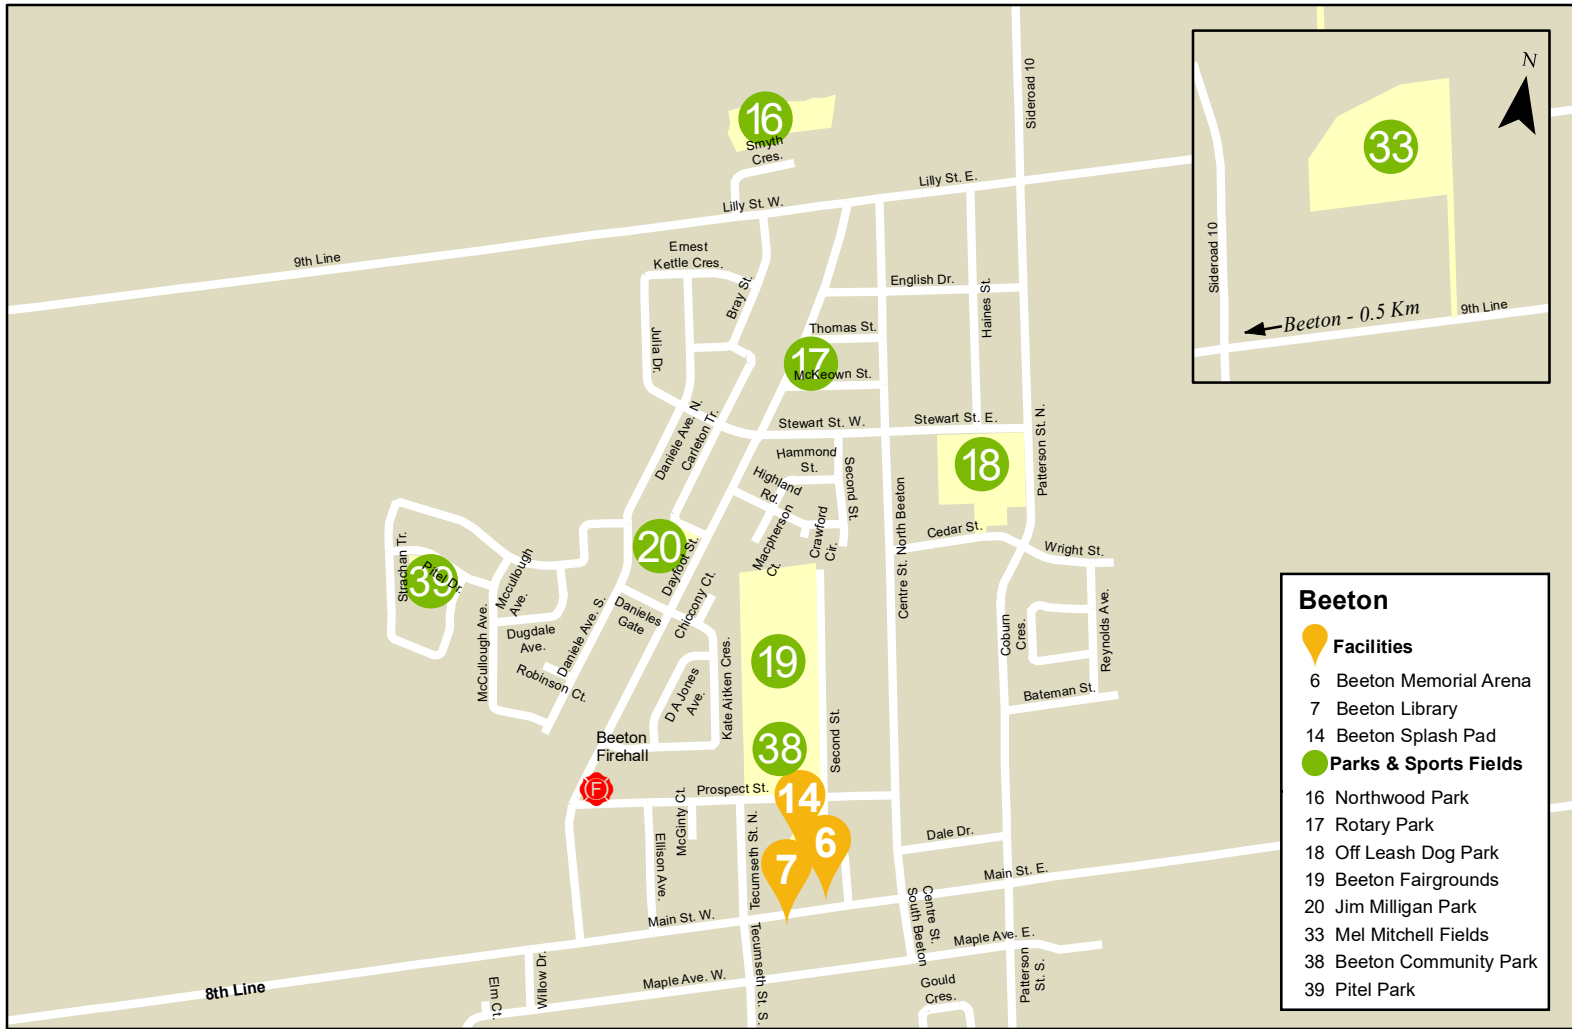 16
Smyth
Cres.
Lilly St. W.
Lilly St. E.
Sideroad 10
9th Line
N
33
Sideroad 10
Beeton - 0.5 Km
9th Line
Ernest
Kettle Cres.
Bray St.
Julia Dr.
English Dr.
Haines St.
Thomas St.
17
McKeown St.
Stewart St. W.
Stewart St. E.
Patterson St. N.
Daniele Ave. N.
Carleton Tr.
Hammond
St.
Highland
Rd.
Second St.
18
Macpherson
Ct.
Crawford
Cir.
Centre St. North Beeton
Cedar St.
Wright St.
20
Dayfoot St.
Strachan Tr.
39
Pitel Dr.
Mccullough
Ave.
McCullough Ave.
Dugdale
Ave.
Robinson Ct.
Daniele Ave. S.
Danieles
Gate
Chiccony Ct.
D A Jones
Ave.
Kate Aitken Cres.
19
38
Second St.
Coburn
Cres.
Reynolds Ave.
Bateman St.
Beeton
Firehall
F
Prospect St.
14
6
7
Ellison Ave.
McGinty Ct.
Tecumseth St. N.
Dale Dr.
Main St. E.
Main St. W.
Centre St.
South Beeton
Maple Ave. E.
Patterson
St. S.
Gould
Cres.
Tecumseth St. S.
Maple Ave. W.
Willow Dr.
Elm Ct.
8th Line
Beeton
Facilities
6 Beeton Memorial Arena
7 Beeton Library
14 Beeton Splash Pad
Parks & Sports Fields
16 Northwood Park
17 Rotary Park
18 Off Leash Dog Park
19 Beeton Fairgrounds
20 Jim Milligan Park
33 Mel Mitchell Fields
38 Beeton Community Park
39 Pitel Park